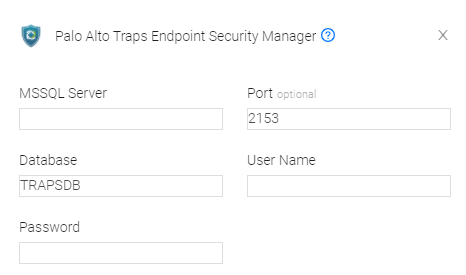 Palo Alto Traps Endpoint Security Manager ?
MSSQL Server
Port optional
2153
Database
User Name
TRAPSDB
Password